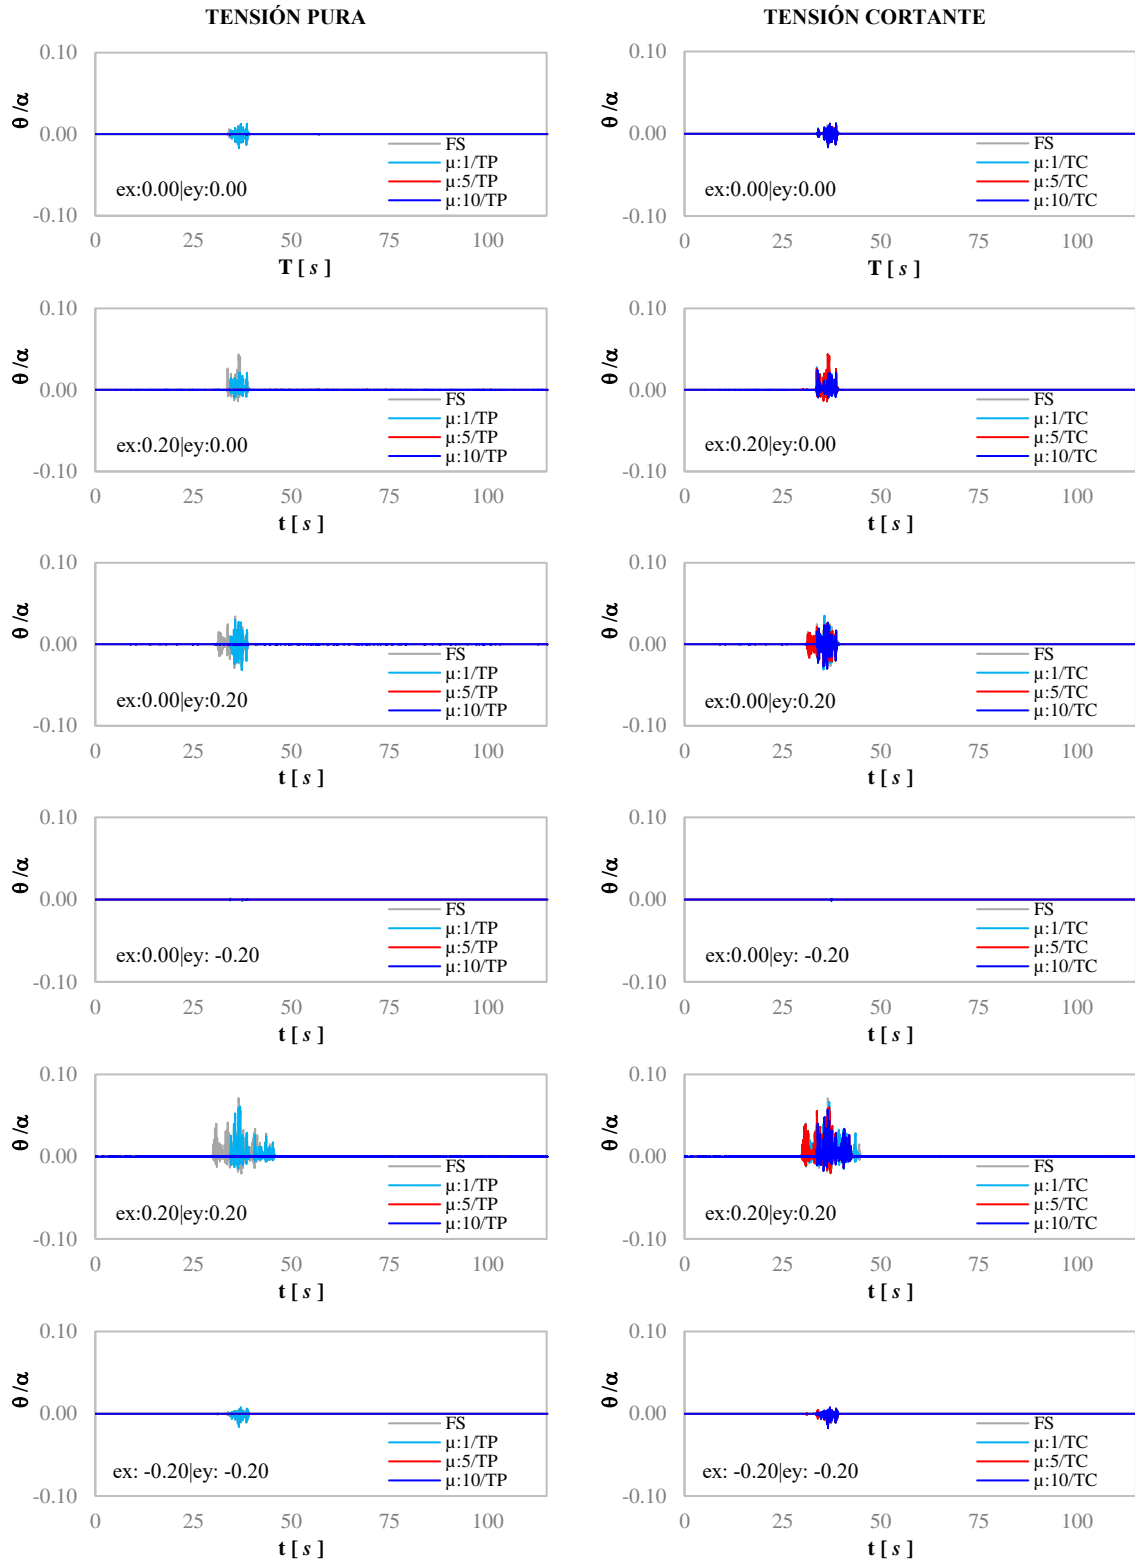 TENSIÓN PURA
0.10
0.00
-0.10
θ /α
FS
µ:1/TP
µ:5/TP
µ:10/TP
ex:0.00|ey:0.00
0 25 50 75 100
T [ s ]
TENSIÓN CORTANTE
0.10
0.00
-0.10
θ /α
FS
µ:1/TC
µ:5/TC
µ:10/TC
ex:0.00|ey:0.00
0 25 50 75 100
T [ s ]
0.10
0.00
-0.10
θ /α
FS
µ:1/TP
µ:5/TP
µ:10/TP
ex:0.20|ey:0.00
0 25 50 75 100
t [ s ]
0.10
0.00
-0.10
θ /α
FS
µ:1/TC
µ:5/TC
µ:10/TC
ex:0.20|ey:0.00
0 25 50 75 100
t [ s ]
0.10
0.00
-0.10
θ /α
FS
µ:1/TP
µ:5/TP
µ:10/TP
ex:0.00|ey:0.20
0 25 50 75 100
t [ s ]
0.10
0.00
-0.10
θ /α
FS
µ:1/TC
µ:5/TC
µ:10/TC
ex:0.00|ey:0.20
0 25 50 75 100
t [ s ]
0.10
0.00
-0.10
θ /α
FS
µ:1/TP
µ:5/TP
µ:10/TP
ex:0.00|ey: -0.20
0 25 50 75 100
t [ s ]
0.10
0.00
-0.10
θ /α
FS
µ:1/TC
µ:5/TC
µ:10/TC
ex:0.00|ey: -0.20
0 25 50 75 100
t [ s ]
0.10
0.00
-0.10
θ /α
FS
µ:1/TP
µ:5/TP
µ:10/TP
ex:0.20|ey:0.20
0 25 50 75 100
t [ s ]
0.10
0.00
-0.10
θ /α
FS
µ:1/TC
µ:5/TC
µ:10/TC
ex:0.20|ey:0.20
0 25 50 75 100
t [ s ]
0.10
0.00
-0.10
θ /α
FS
µ:1/TP
µ:5/TP
µ:10/TP
ex: -0.20|ey: -0.20
0 25 50 75 100
t [ s ]
0.10
0.00
-0.10
θ /α
FS
µ:1/TC
µ:5/TC
µ:10/TC
ex: -0.20|ey: -0.20
0 25 50 75 100
t [ s ]